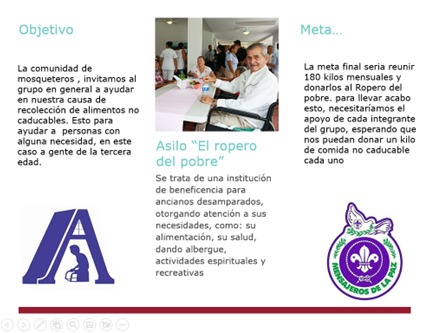 Objetivo
La comunidad de
mosqueteros , invitamos al
grupo en general a ayudar
en nuestra causa de
recolección de alimentos no
caducables. Esto para
ayudar a  personas con
alguna necesidad, en este
caso a gente de la tercera
edad.
Asilo “El ropero
del pobre”
Se trata de una institución
de beneficencia para
ancianos desamparados,
otorgando atención a sus
necesidades, como: su
alimentación, su salud,
dando albergue,
actividades espirituales y
recreativas
Meta…
La meta final seria reunir
180 kilos mensuales y
donarlos al Ropero del
pobre. para llevar acabo
esto, necesitaríamos el
apoyo de cada integrante
del grupo, esperando que
nos puedan donar un kilo
de comida no caducable
cada uno
MENSAJEROS DE LA PAZ